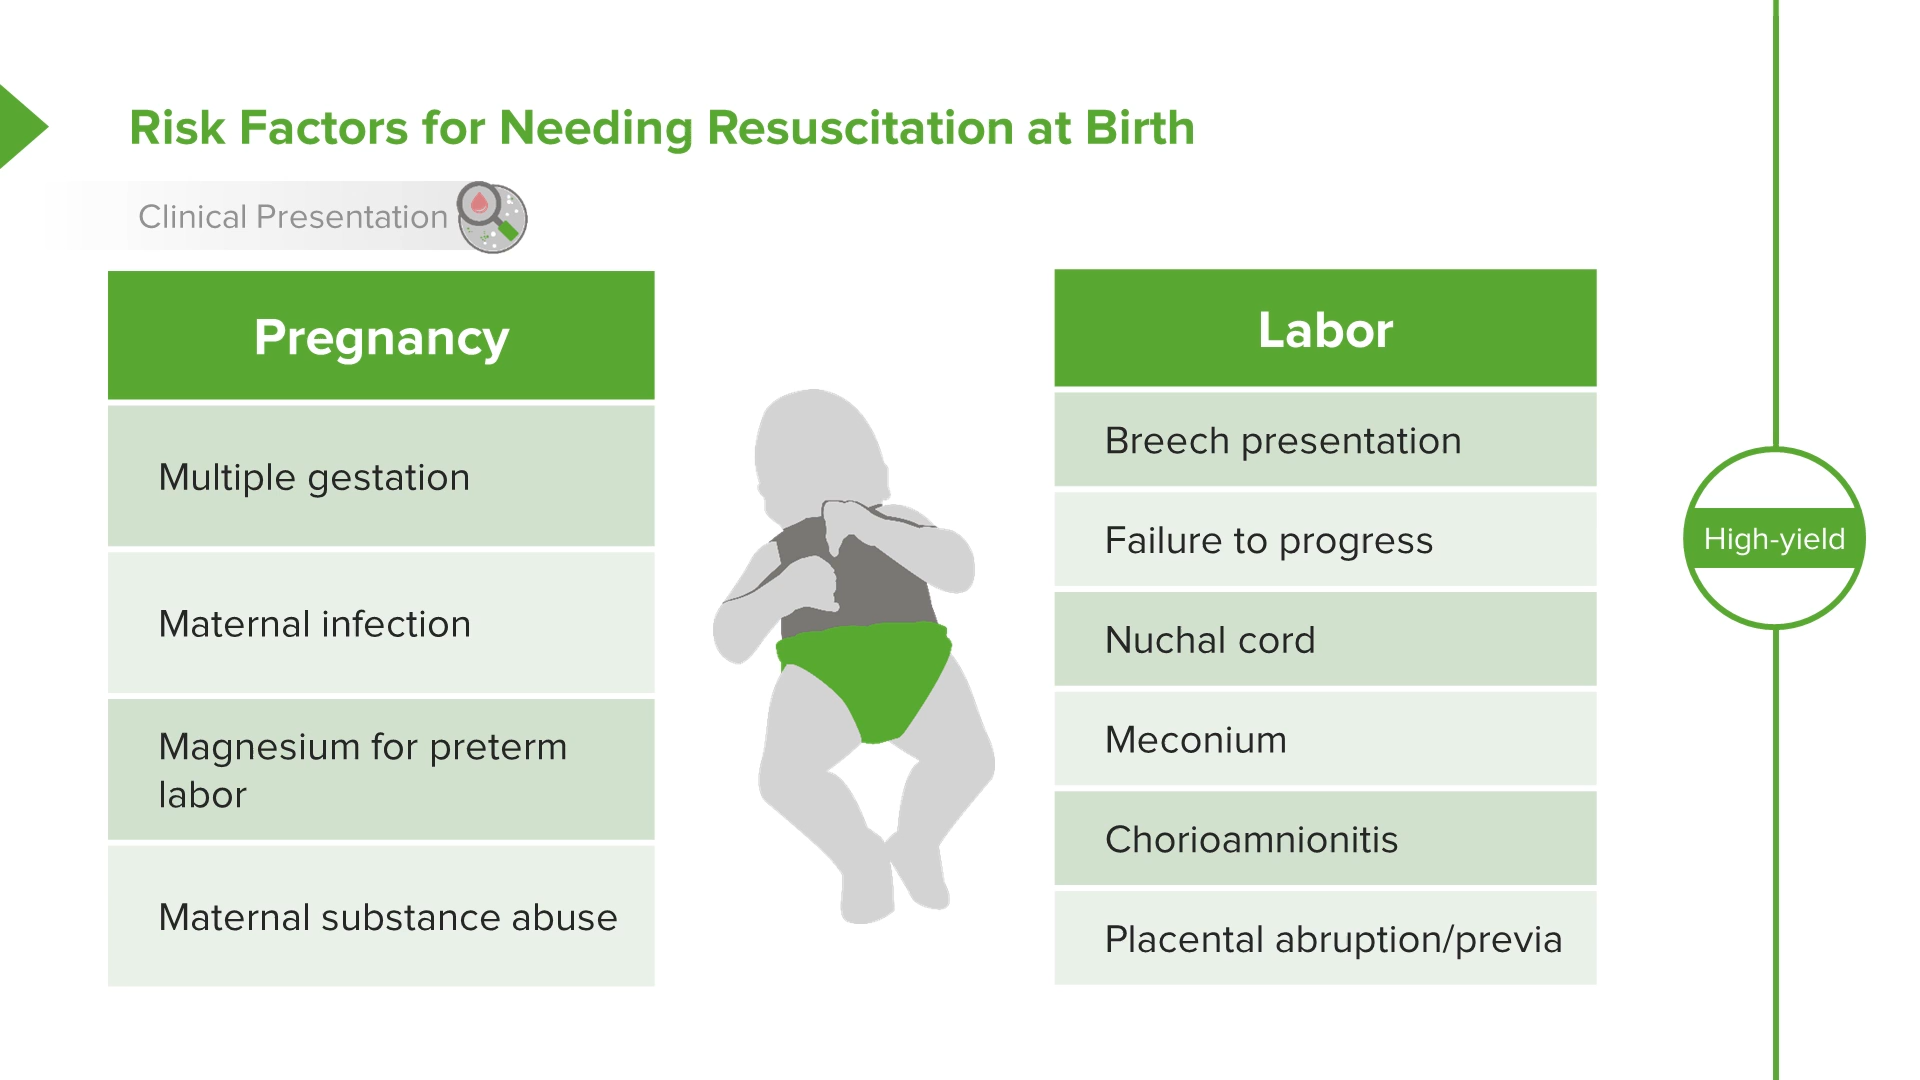 Risk Factors for Needing Resuscitation at Birth
Clinical Presentation
Pregnancy
Multiple gestation
Maternal infection
Magnesium for preterm
labor
Maternal substance abuse
Labor
Breech presentation
Failure to progress
Nuchal cord
Meconium
Chorioamnionitis
Placental abruption/previa
High-yield